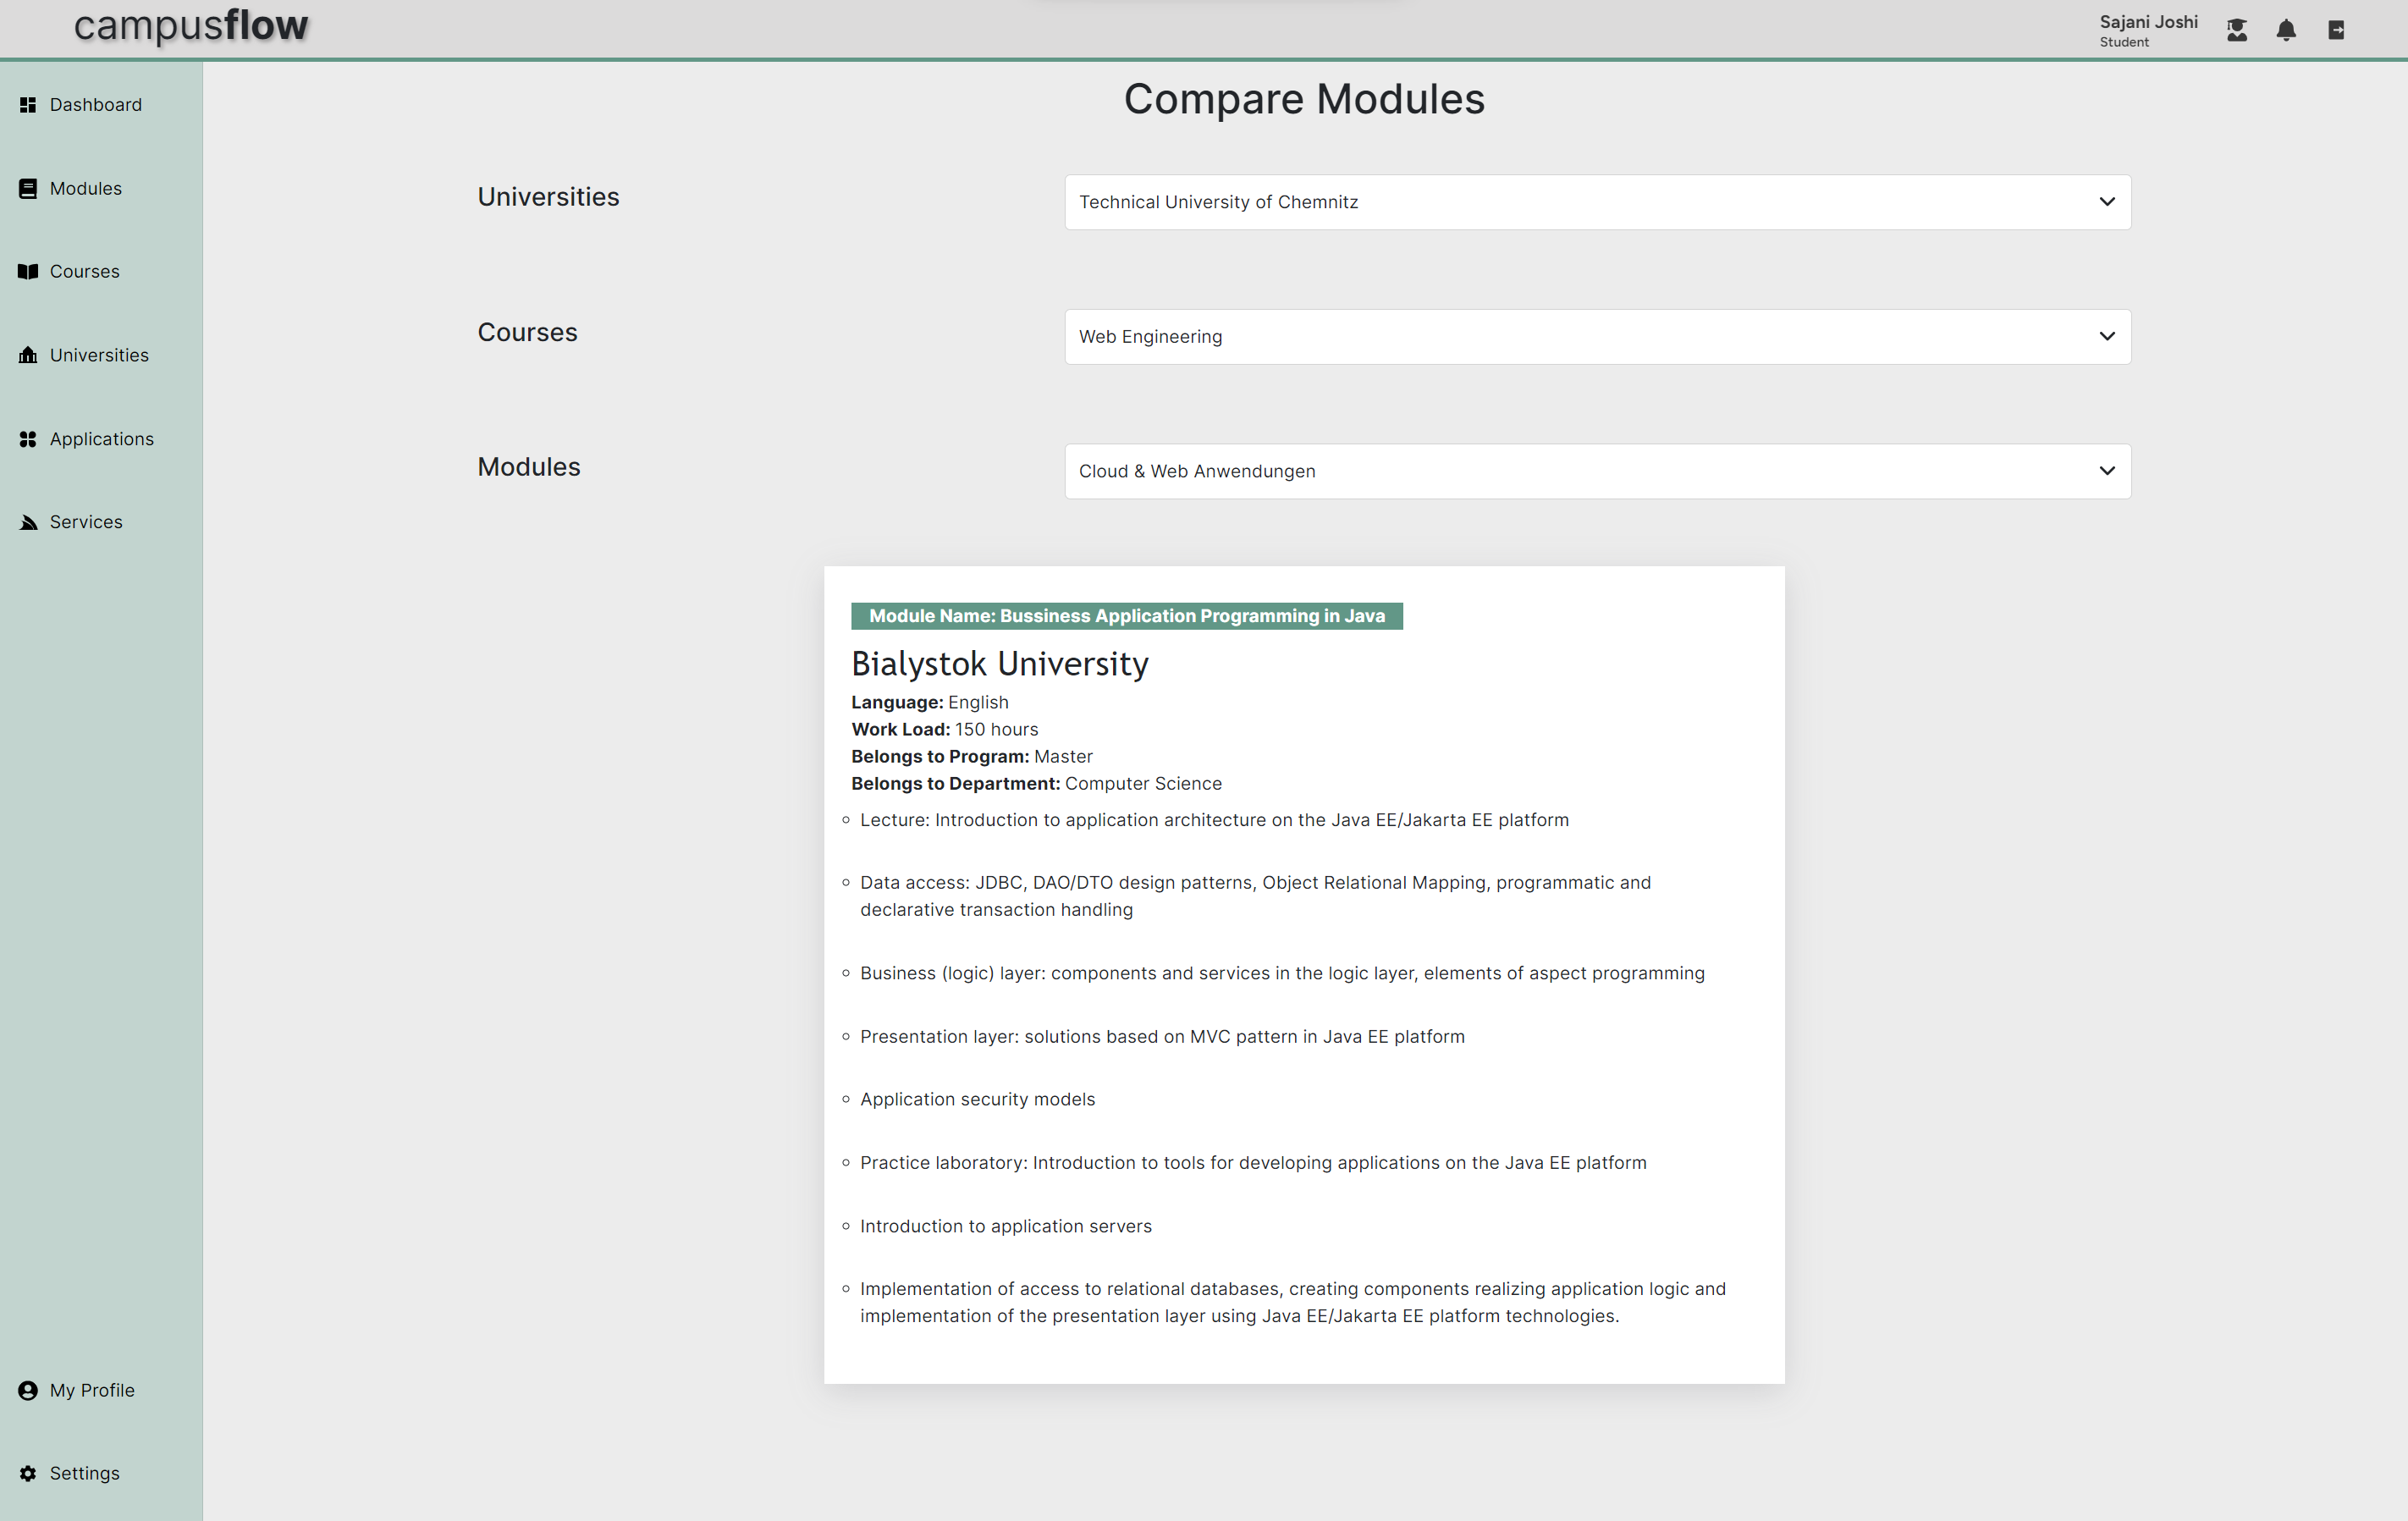 campusflow
Sajani Joshi
Student
Dashboard
Modules
Courses
Universities
Applications
Services
My Profile
Settings
Compare Modules
Universities
Technical University of Chemnitz
Courses
Web Engineering
Modules
Cloud & Web Anwendungen
Module Name: Bussiness Application Programming in Java
Bialystok University
Language: English
Work Load: 150 hours
Belongs to Program: Master
Belongs to Department: Computer Science
Lecture: Introduction to application architecture on the Java EE/Jakarta EE platform
Data access: JDBC, DAO/DTO design patterns, Object Relational Mapping, programmatic and
declarative transaction handling
Business (logic) layer: components and services in the logic layer, elements of aspect programming
Presentation layer: solutions based on MVC pattern in Java EE platform
Application security models
Practice laboratory: Introduction to tools for developing applications on the Java EE platform
Introduction to application servers
Implementation of access to relational databases, creating components realizing application logic and
implementation of the presentation layer using Java EE/Jakarta EE platform technologies.